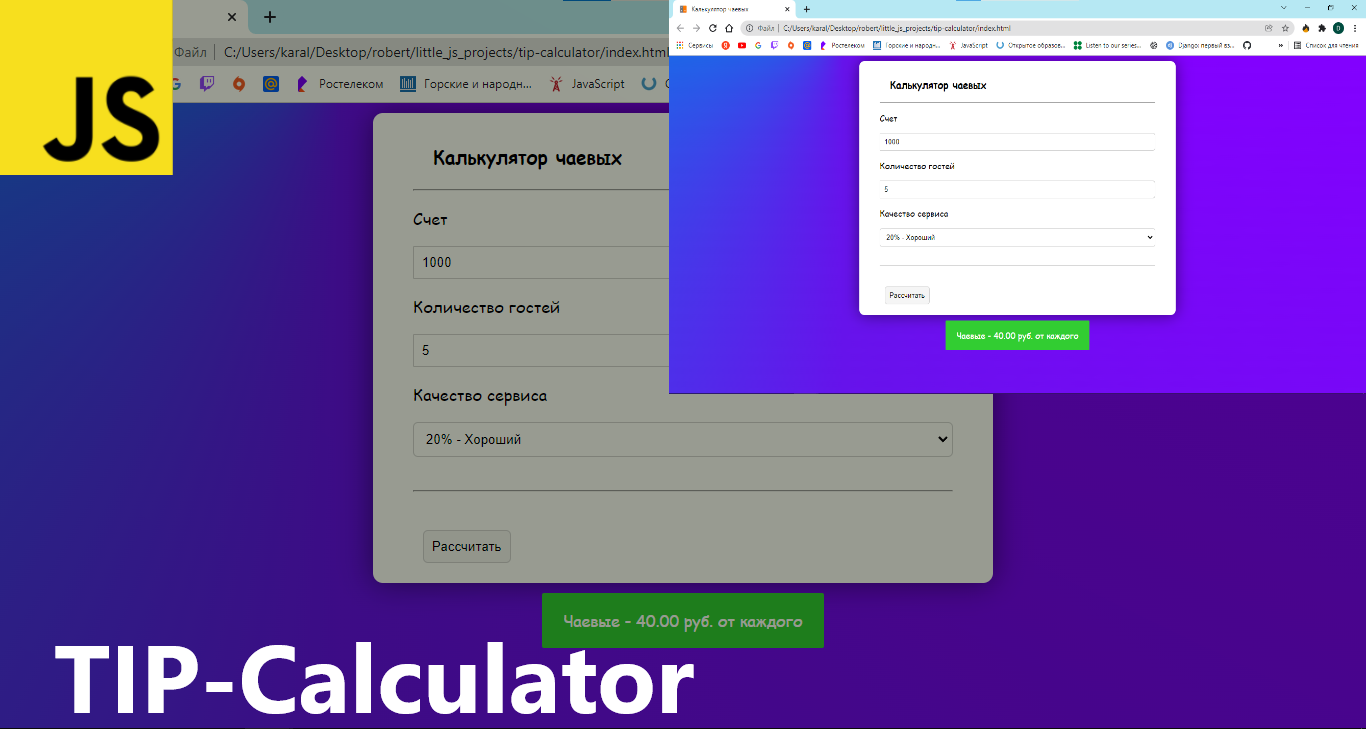 JS
Файл | C:/Users/karal/Desktop/robert/little_js_projects/tip-calculator/index.html
Ростелеком Горские и народн... JavaScript
Калькулятор чаевых
Счет
1000
Количество гостей
5
Качество сервиса
20% - Хороший
Рассчитать
Чаевые - 40.00 руб. от каждого
TIP-Calculator
Калькулятор чаевых
Файл | C:/Users/karal/Desktop/robert/little_js_projects/tip-calculator/index.html
Сервисы Ростелеком Горские и народн... JavaScript Открытое образов... Listen to our series... Django: первый вз... » Список для чтения
Калькулятор чаевых
Счет
1000
Количество гостей
5
Качество сервиса
20% - Хороший
Рассчитать
Чаевые - 40.00 руб. от каждого